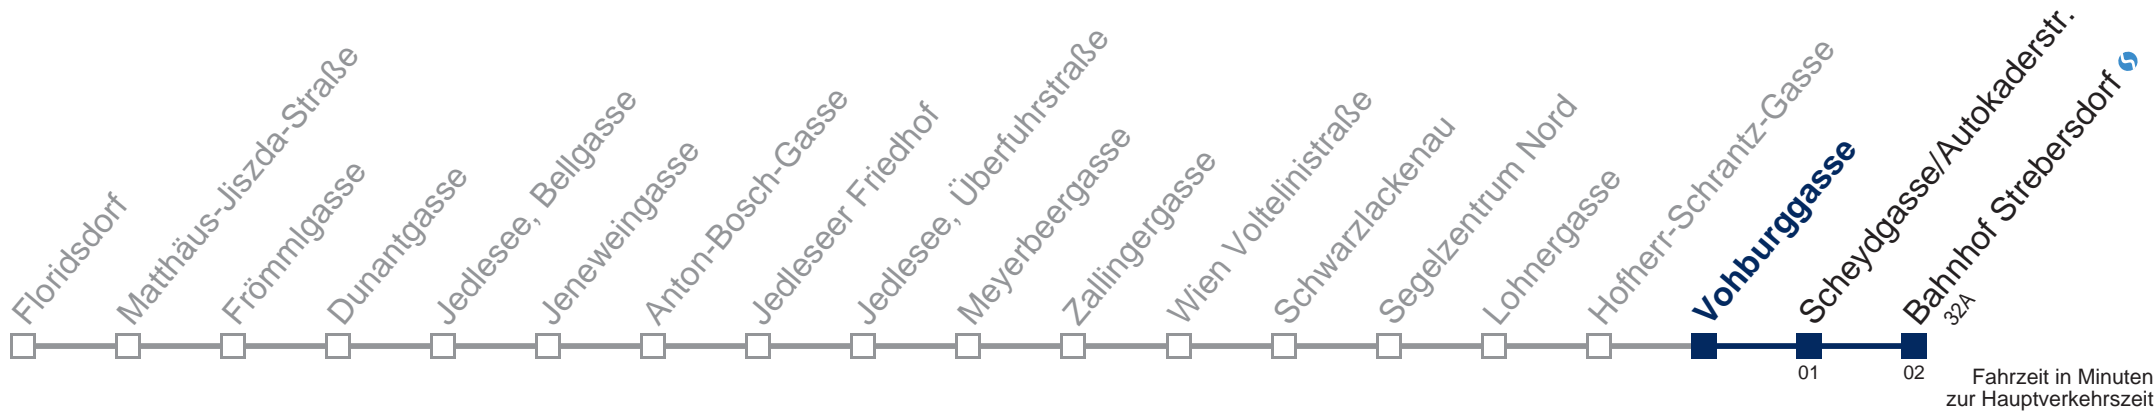 Floridsdorf
Matthäus-Jiszda-Straße
Frömmlgasse
Dunantgasse
Jedlesee, Bellgasse
Jeneweingasse
Anton-Bosch-Gasse
Jedleseer Friedhof
Jedlesee, Überfuhrstraße
Meyerbeergasse
Zallingergasse
Wien Voltelinistraße
Schwarzlackenau
Segelzentrum Nord
Lohnergasse
Hofherr-Schrantz-Gasse
Vohburggasse
Scheydgasse/Autokaderstr.
Bahnhof Strebersdorf
32A
01
02
Fahrzeit in Minuten
zur Hauptverkehrszeit